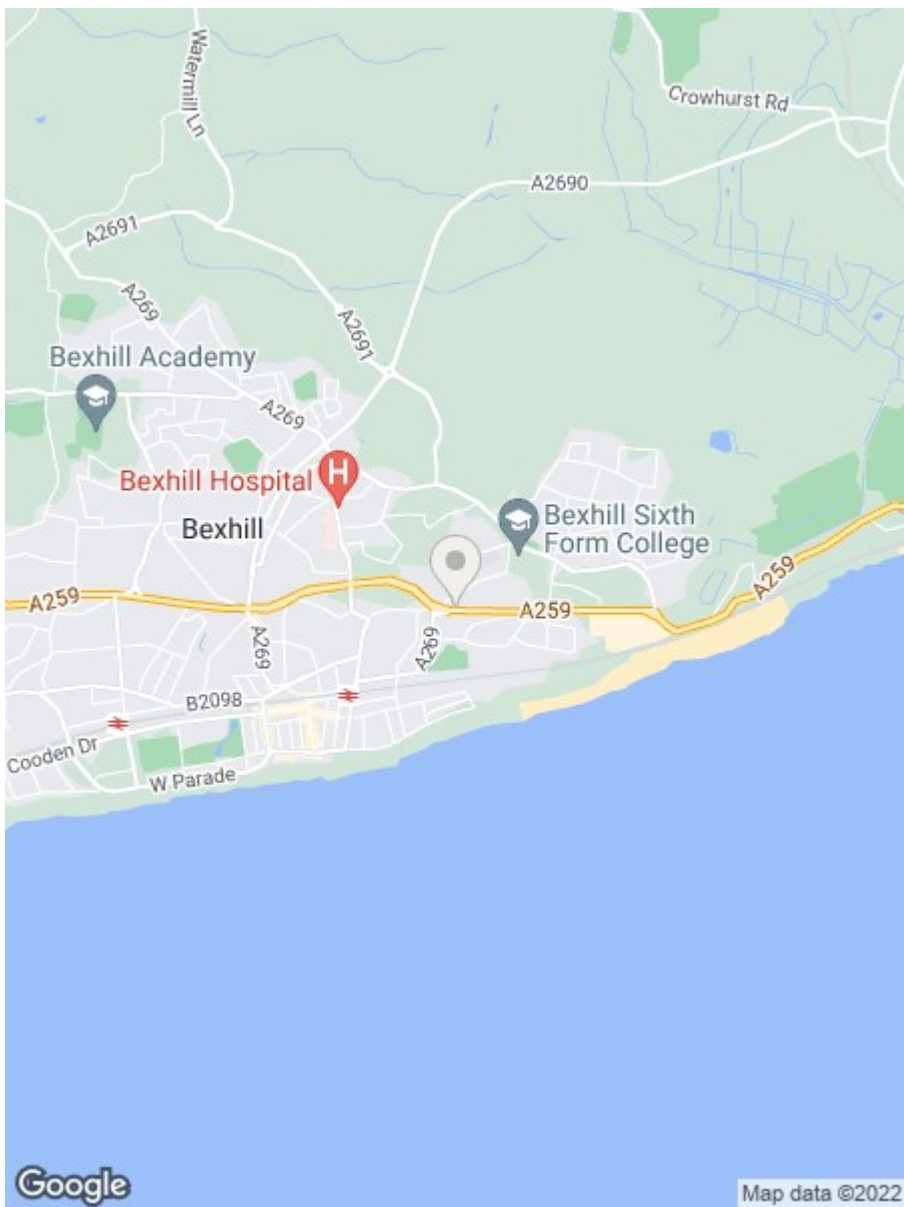 Watermill Ln
Crowhurst Rd
A2690
A2691
A269
A2691
Bexhill Academy
A269
Bexhill Hospital
H
Bexhill
Bexhill Sixth
Form College
A259
A259
A259
A269
A269
B2098
Cooden Dr
W Parade
Google
Map data ©2022